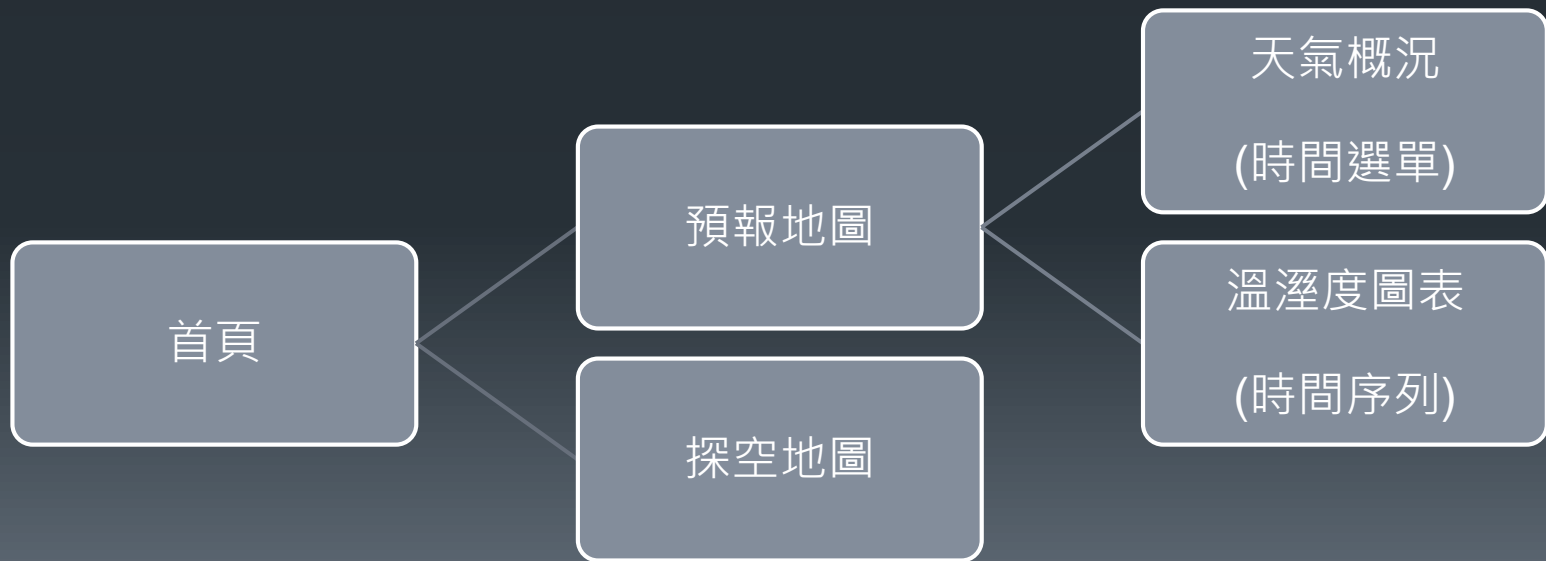 首頁
預報地圖
探空地圖
天氣概況
(時間選單)
溫溼度圖表
(時間序列)